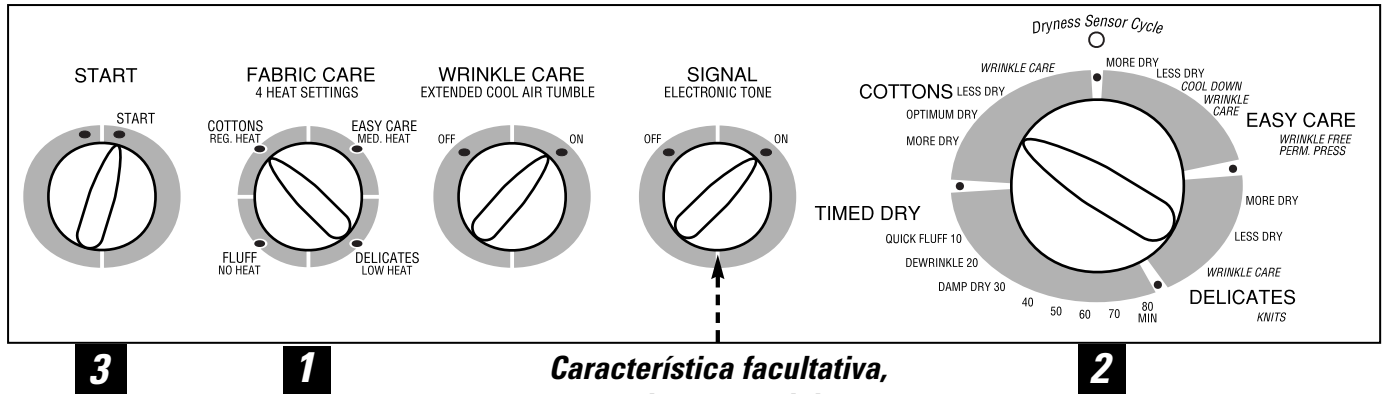 START
START
FABRIC CARE
4 HEAT SETTINGS
COTTONS
REG. HEAT
EASY CARE
MED. HEAT
FLUFF
NO HEAT
DELICATES
LOW HEAT
WRINKLE CARE
EXTENDED COOL AIR TUMBLE
OFF
ON
SIGNAL
ELECTRONIC TONE
OFF
ON
Dryness Sensor Cycle
WRINKLE CARE
COTTONS
LESS DRY
OPTIMUM DRY
MORE DRY
MORE DRY
LESS DRY
COOL DOWN
WRINKLE
CARE
EASY CARE
WRINKLE FREE
PERM. PRESS
MORE DRY
LESS DRY
WRINKLE CARE
DELICATES
KNITS
TIMED DRY
QUICK FLUFF 10
DEWRINKLE 20
DAMP DRY 30
40
50
60
70
80
MIN
3
1
Característica facultativa,
2